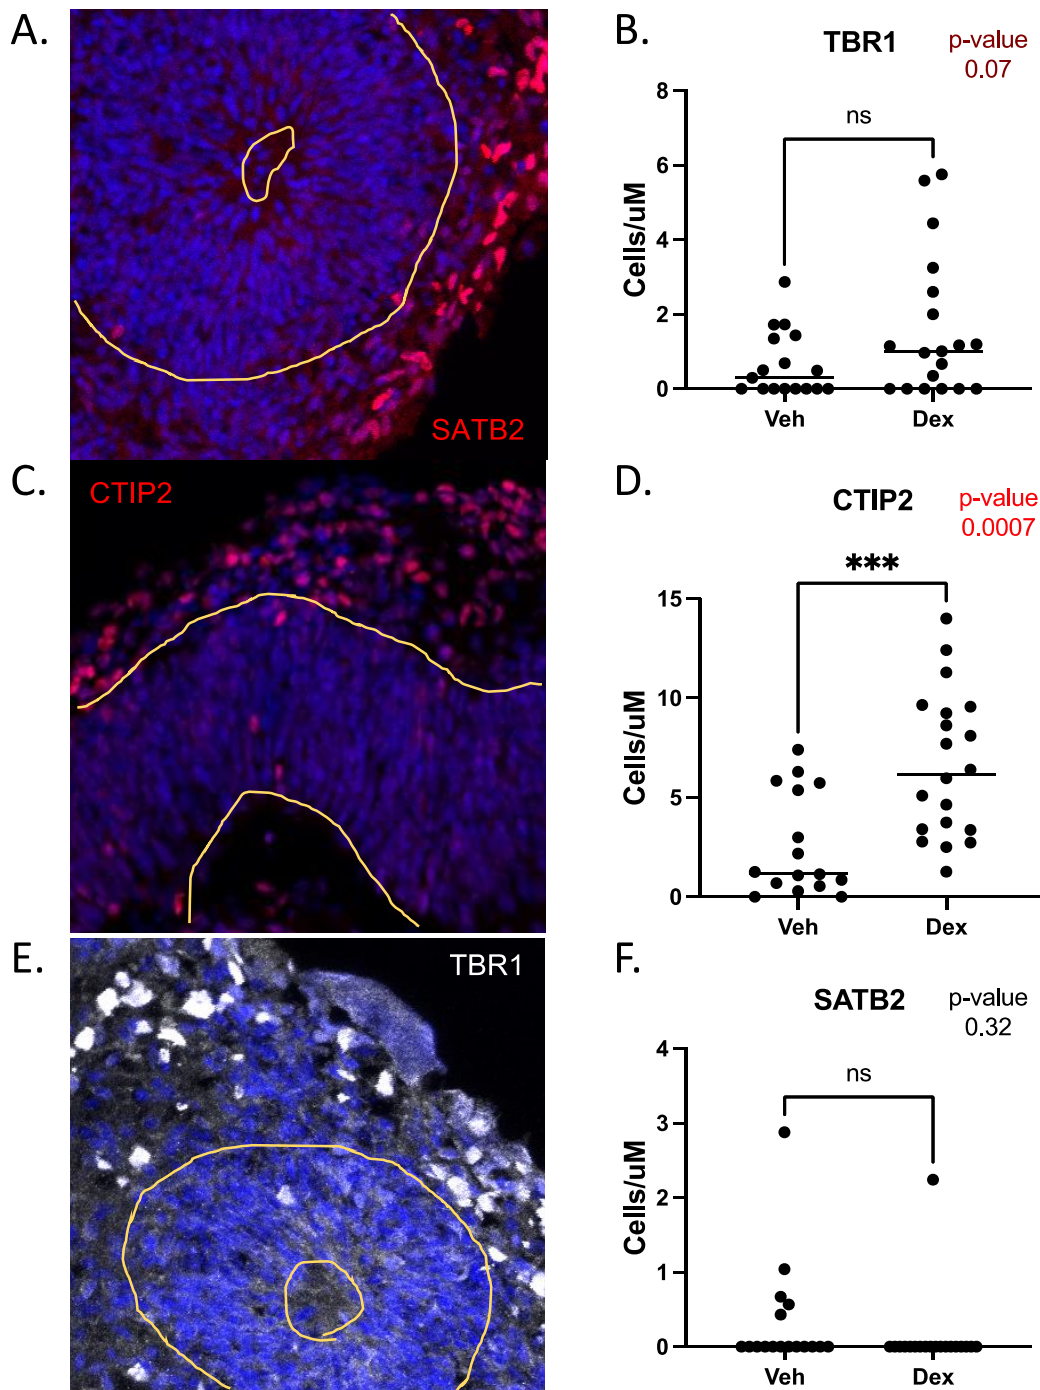 A.
SATB2
B.
TBR1
p-value
0.07
ns
Cells/uM
8
6
4
2
0
Veh Dex
C.
CTIP2
D.
CTIP2
p-value
0.0007
***
Cells/uM
15
10
5
0
Veh Dex
E.
TBR1
F.
SATB2
p-value
0.32
ns
Cells/uM
4
3
2
1
0
Veh Dex